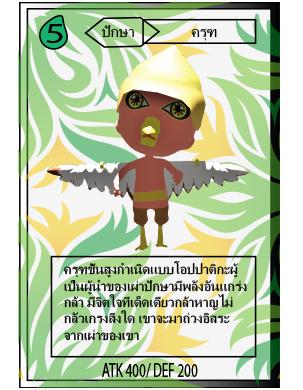 5 ปักษา ครุฑ
ครุฑชั้นสูงกำเนิดแบบโอปปาติกะผู้
เป็นผู้นำของเผ่าปักษามีพลังอันแกร่ง
กล้า มีจิตใจที่เด็ดเดียวกล้าหาญไม่
กลัวเกรงสิ่งใด เขาจะมาถ่วงอิสระ
จากเผ่าของเขา
ATK 400/ DEF 200